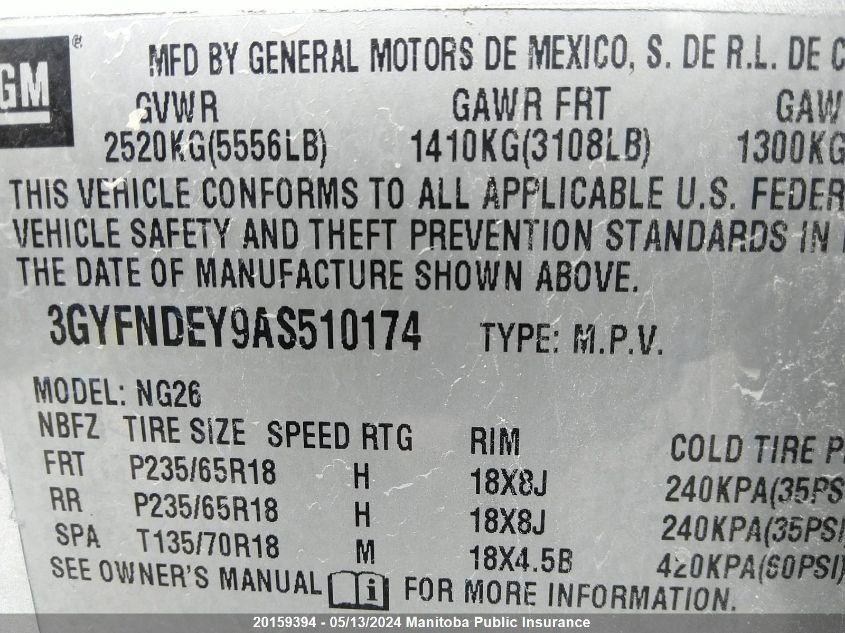 GM ®
MFD BY GENERAL MOTORS DE MEXICO, S. DE R.L. DE C
GVWR GAWR FRT GAW
2520KG(5556LB) 1410KG(3108LB) 1300KG
THIS VEHICLE CONFORMS TO ALL APPLICABLE U.S. FEDER
VEHICLE SAFETY AND THEFT PREVENTION STANDARDS IN
THE DATE OF MANUFACTURE SHOWN ABOVE.
3GYFNDEY9AS510174 TYPE: M.P.V.
MODEL: NG26
NBFZ TIRE SIZE SPEED RTG RIM COLD TIRE P
FRT P235/65R18 H 18X8J 240KPA(35PS
RR P235/65R18 H 18X8J 240KPA(35PSI
SPA T135/70R18 M 18X4.5B 420KPA(60PSI)
SEE OWNER'S MANUAL i FOR MORE INFORMATION.
20159394 - 05/13/2024 Manitoba Public Insurance